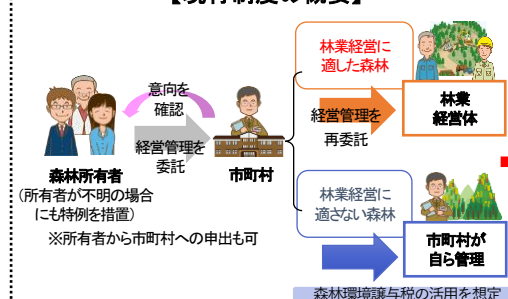 【現行制度の概要】
林業経営に
適した森林
意向を
確認
経営管理を
委託
経営管理を
再委託
林業
経営体
森林所有者
(所有者が不明の場合
にも特例を措置)
市町村
※所有者から市町村への申出も可
林業経営に
適さない森林
市町村が
自ら管理
森林環境譲与税の活用を想定